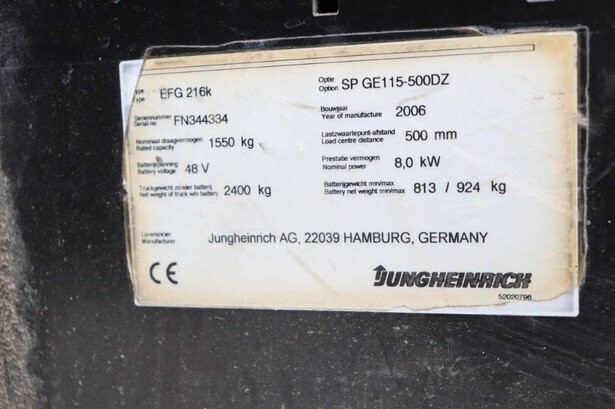 Type EFG 216k Optie SP GE115-500DZ
Type Option
Serienummer FN344334 Bouwjaar 2006
Serial no Year of manufacture
Nominaal draagvermogen 1550 kg Lastzwaartepunt-afstand 500 mm
Rated capacity Load centre distance
Batterijspanning 48 V Prestatie vermogen 8,0 kW
Battery voltage Nominal power
Truckgewicht zonder batterij 2400 kg Batterijgewicht min/max 813 / 924 kg
Net weight of truck w/o battery Battery net weight min/max
Leverancier Jungheinrich AG, 22039 HAMBURG, GERMANY
Manufacturer
CE JUNGHEINRICH
52020796